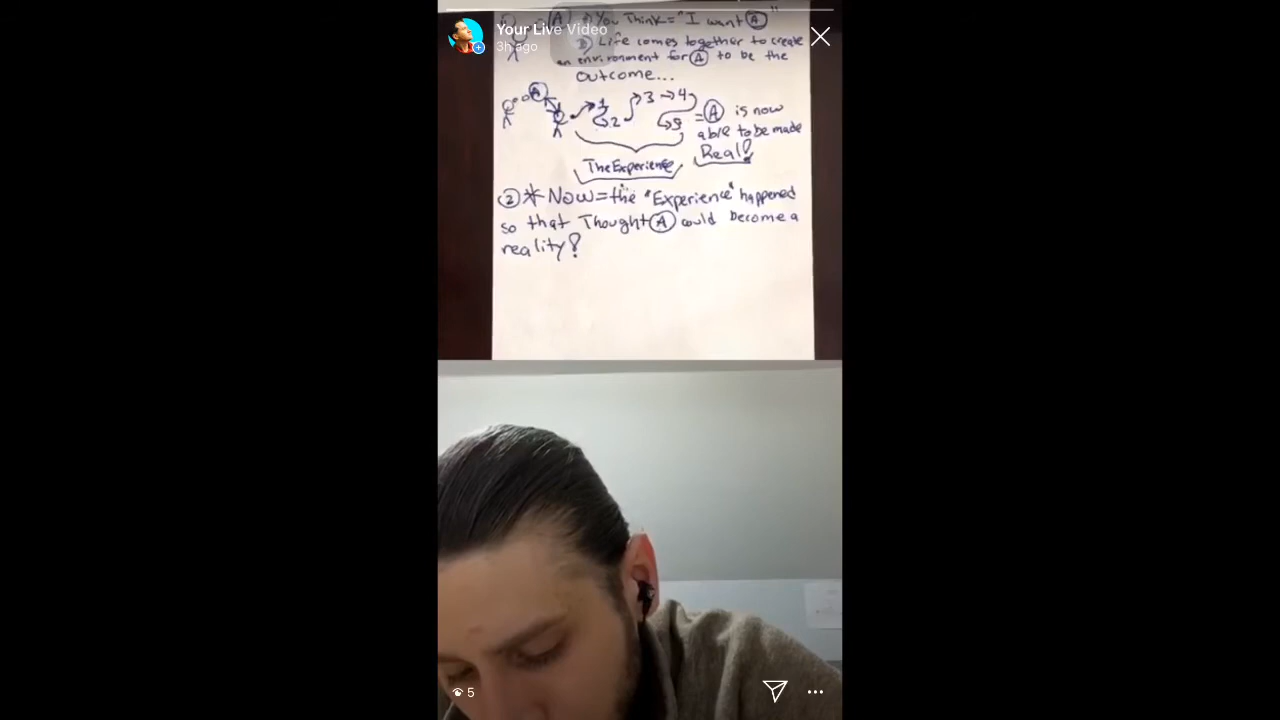 Your Live Video
3h ago
(A) 1) You Think = "I want (A)"
B) Life comes together to create
an environment for (A) to be the
outcome...
A
1 2 3 4 5
= (A) is now
able to be made
Real!
The Experience
(2) * Now = the "Experience" happened
so that Thought (A) could become a
reality!
5